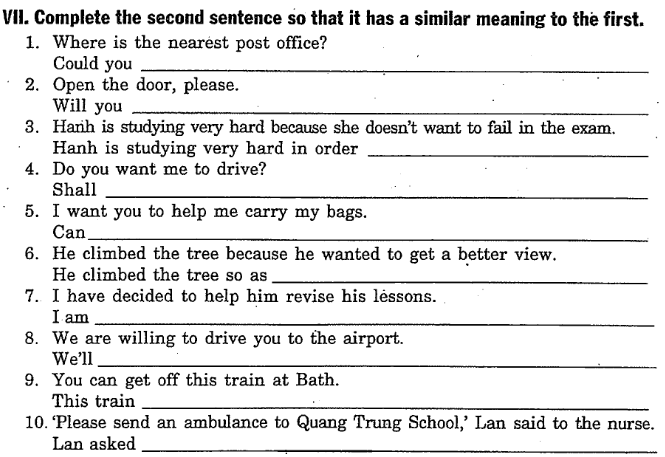 VII. Complete the second sentence so that it has a similar meaning to the first.
1. Where is the nearest post office?
Could you
2. Open the door, please.
Will you
3. Hanh is studying very hard because she doesn't want to fail in the exam.
Hanh is studying very hard in order
4. Do you want me to drive?
Shall
5. I want you to help me carry my bags.
Can
6. He climbed the tree because he wanted to get a better view.
He climbed the tree so as
7. I have decided to help him revise his lessons.
I am
8. We are willing to drive you to the airport.
We'll
9. You can get off this train at Bath.
This train
10. 'Please send an ambulance to Quang Trung School,' Lan said to the nurse.
Lan asked